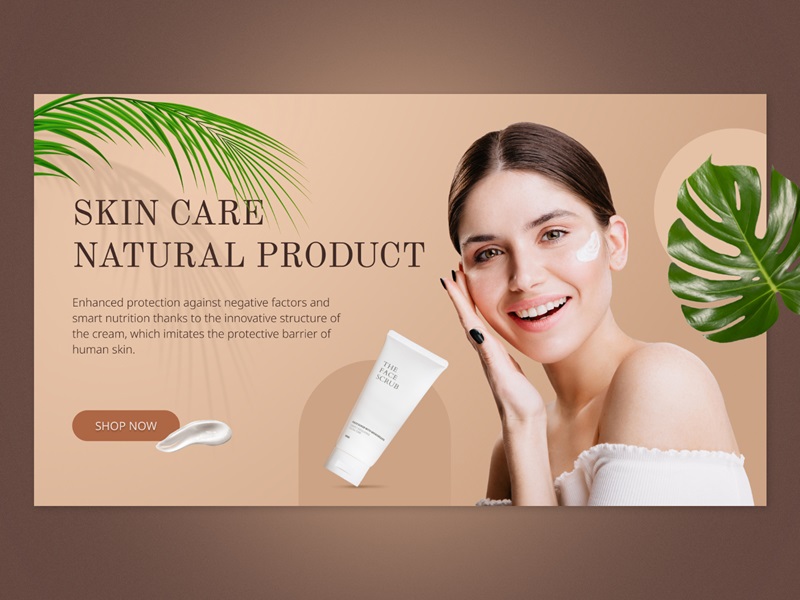 SKIN CARE
NATURAL PRODUCT
Enhanced protection against negative factors and
smart nutrition thanks to the innovative structure of
the cream, which imitates the protective barrier of
human skin.
SHOP NOW
THE
FACE
SCRUB